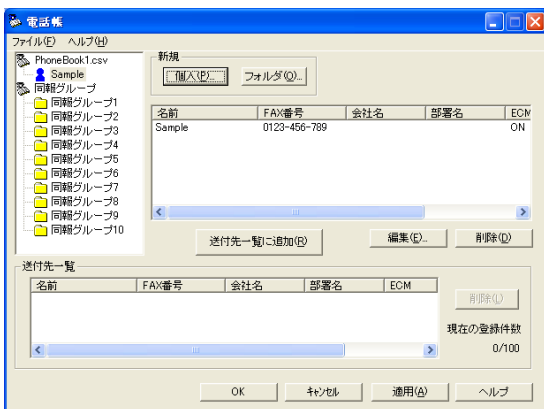 電話帳
ファイル(F) ヘルプ(H)
PhoneBook1.csv
Sample
同報グループ
同報グループ1
同報グループ2
同報グループ3
同報グループ4
同報グループ5
同報グループ6
同報グループ7
同報グループ8
同報グループ9
同報グループ10
新規
個人(P)... フォルダ(O)...
名前 FAX番号 会社名 部署名 ECM
Sample 0123-456-789 ON
送付先一覧に追加(R) 編集(E)... 削除(D)
送付先一覧
名前 FAX番号 会社名 部署名 ECM
削除(L)
現在の登録件数
0/100
OK キャンセル 適用(A) ヘルプ